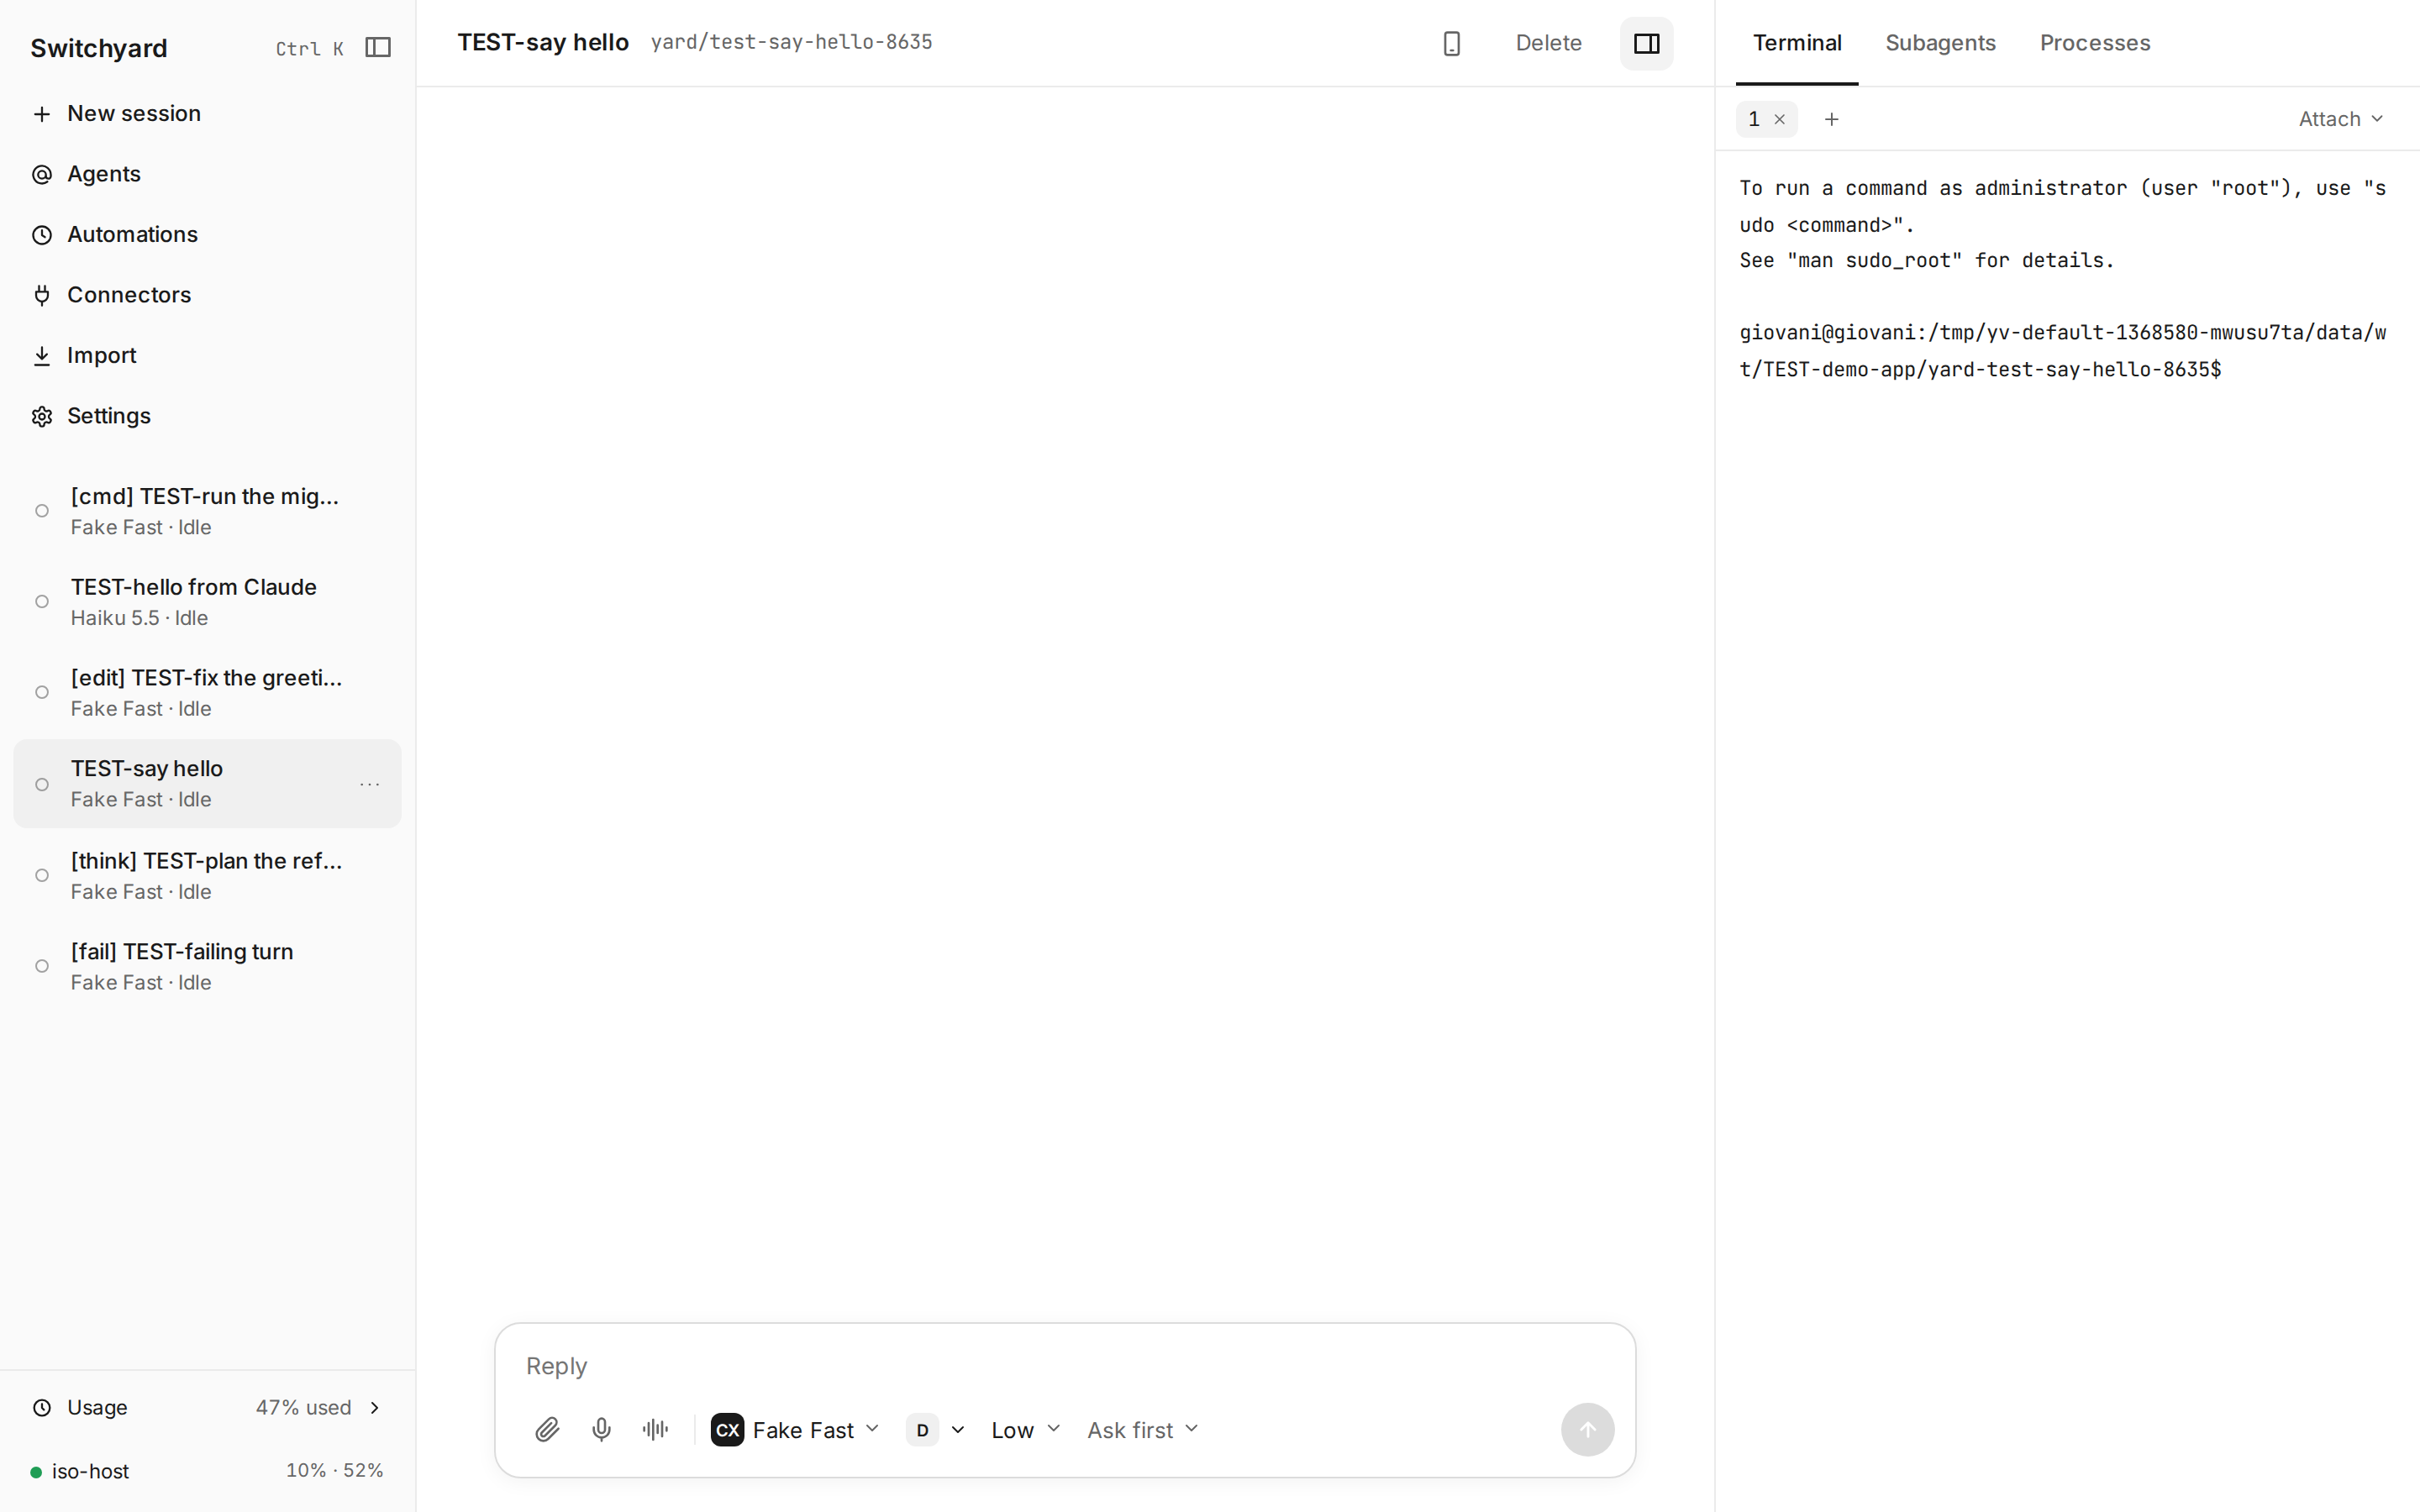 Switchyard
Ctrl K
New session
Agents
Automations
Connectors
Import
Settings
[cmd] TEST-run the mig...
Fake Fast · Idle
TEST-hello from Claude
Haiku 5.5 · Idle
[edit] TEST-fix the greeti...
Fake Fast · Idle
TEST-say hello
Fake Fast · Idle
[think] TEST-plan the ref...
Fake Fast · Idle
[fail] TEST-failing turn
Fake Fast · Idle
Usage 47% used
iso-host 10% · 52%
TEST-say hello yard/test-say-hello-8635
Delete
Reply
CX Fake Fast D Low Ask first
Terminal Subagents Processes
1 Attach
To run a command as administrator (user "root"), use "s
udo <command>".
See "man sudo_root" for details.
giovani@giovani:/tmp/yv-default-1368580-mwusu7ta/data/w
t/TEST-demo-app/yard-test-say-hello-8635$